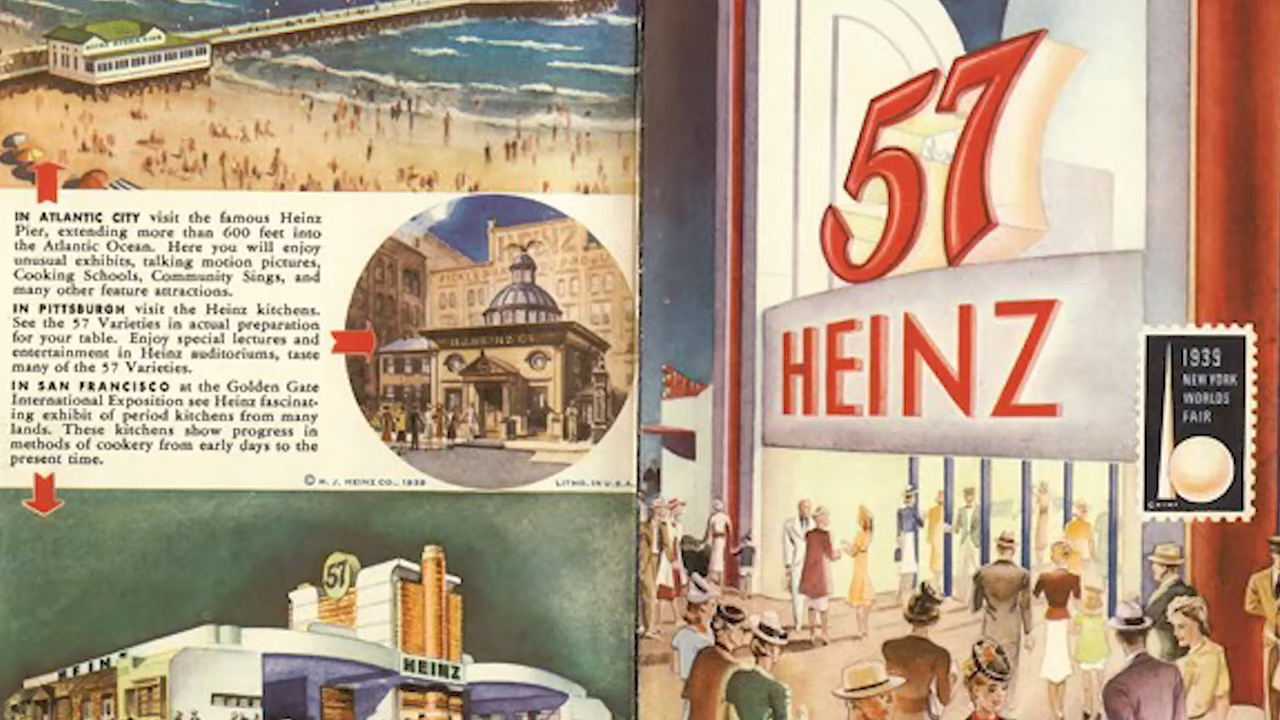 IN ATLANTIC CITY visit the famous Heinz
Pier, extending more than 600 feet into
the Atlantic Ocean. Here you will enjoy
unusual exhibits, talking motion pictures,
Cooking Schools, Community Sings, and
many other feature attractions.
IN PITTSBURGH visit the Heinz kitchens.
See the 57 Varieties in actual preparation
for your table. Enjoy special lectures and
entertainment in Heinz auditoriums, taste
many of the 57 Varieties.
IN SAN FRANCISCO at the Golden Gate
International Exposition see Heinz fascinat-
ing exhibit of period kitchens from many
lands. These kitchens show progress in
methods of cookery from early days to the
present time.
© H. J. HEINZ CO., 1939
LITHO. IN U.S.A.
57
HEINZ
HEINZ
57
HEINZ
1939
NEW YORK
WORLDS
FAIR